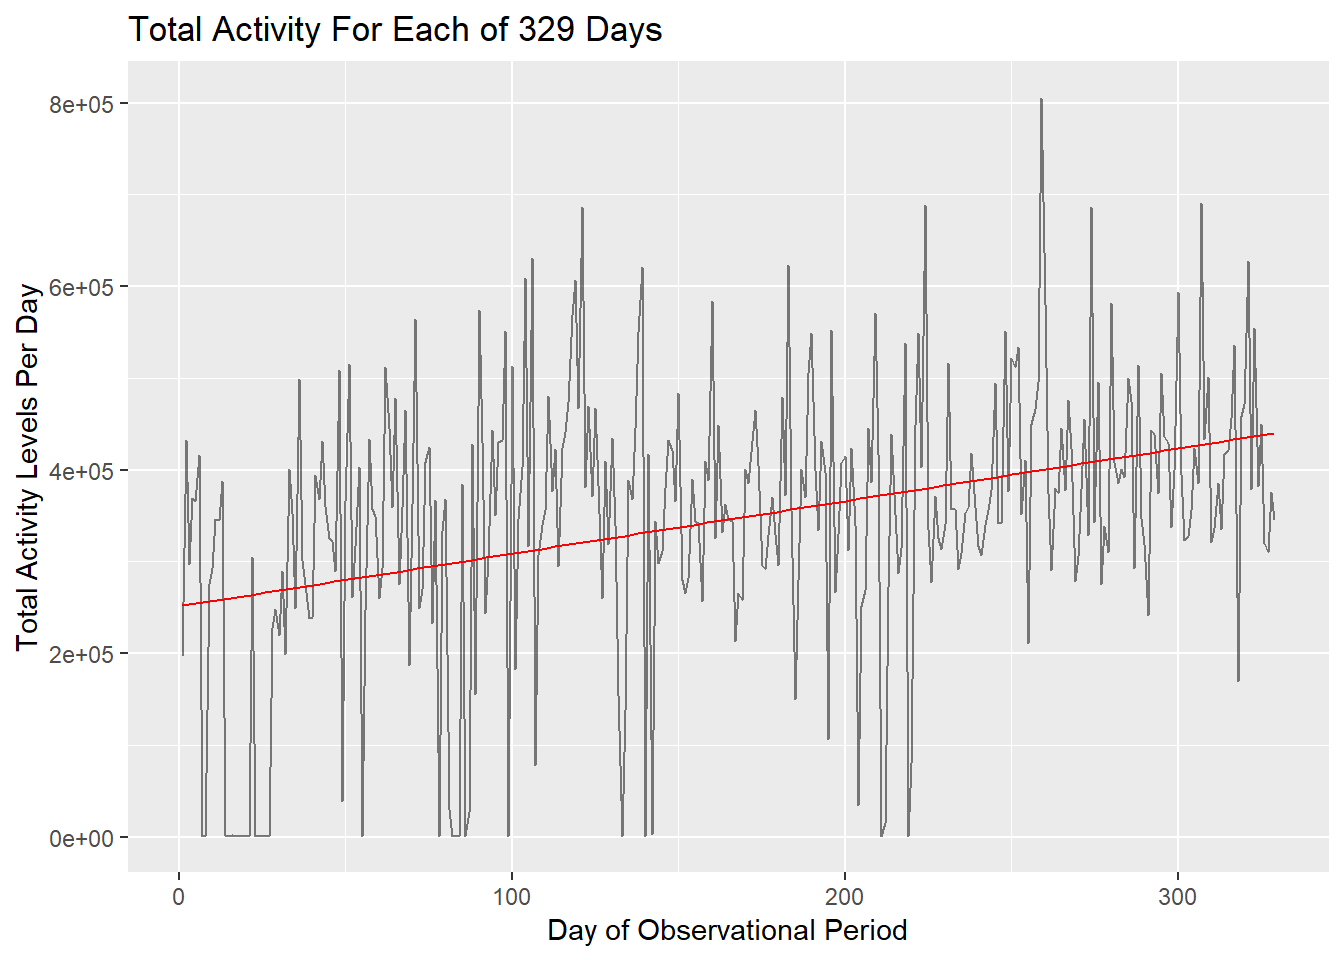 Total Activity For Each of 329 Days
Total Activity Levels Per Day
8e+05
6e+05
4e+05
2e+05
0e+00
0
100
200
300
Day of Observational Period